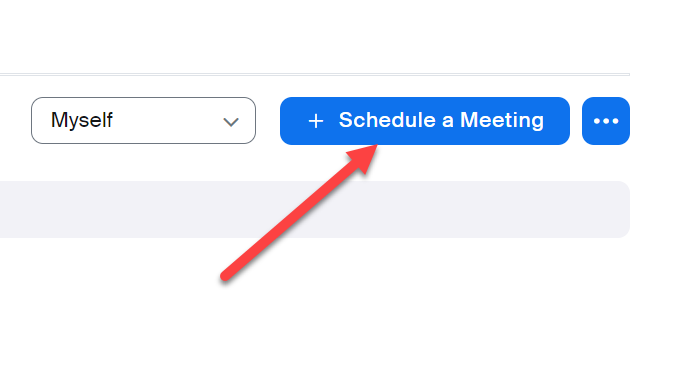 Myself
+ Schedule a Meeting